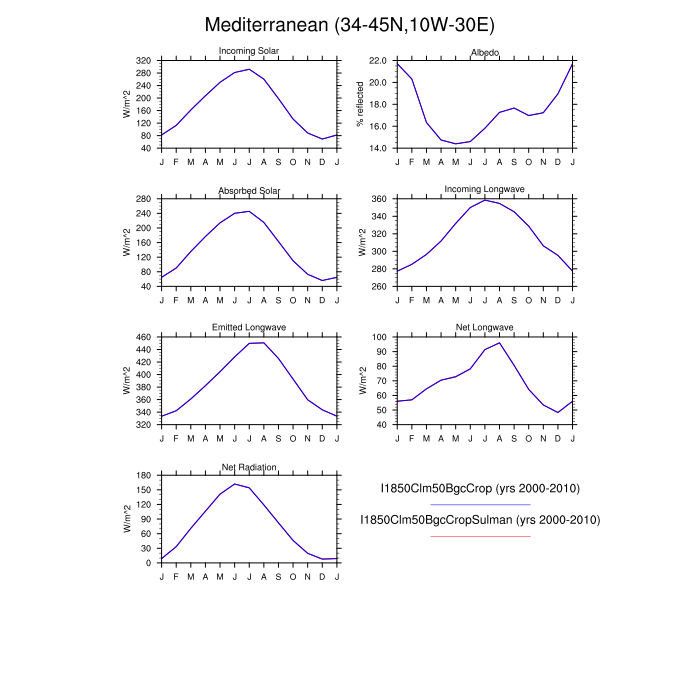 Mediterranean (34-45N,10W-30E)
Incoming Solar
W/m^2
320
280
240
200
160
120
80
40
J F M A M J J A S O N D J
Albedo
% reflected
22.0
20.0
18.0
16.0
14.0
J F M A M J J A S O N D J
Absorbed Solar
W/m^2
280
240
200
160
120
80
40
J F M A M J J A S O N D J
Incoming Longwave
W/m^2
360
340
320
300
280
260
J F M A M J J A S O N D J
Emitted Longwave
W/m^2
460
440
420
400
380
360
340
320
J F M A M J J A S O N D J
Net Longwave
W/m^2
100
90
80
70
60
50
40
J F M A M J J A S O N D J
Net Radiation
W/m^2
180
150
120
90
60
30
0
J F M A M J J A S O N D J
I1850Clm50BgcCrop (yrs 2000-2010)
I1850Clm50BgcCropSulman (yrs 2000-2010)